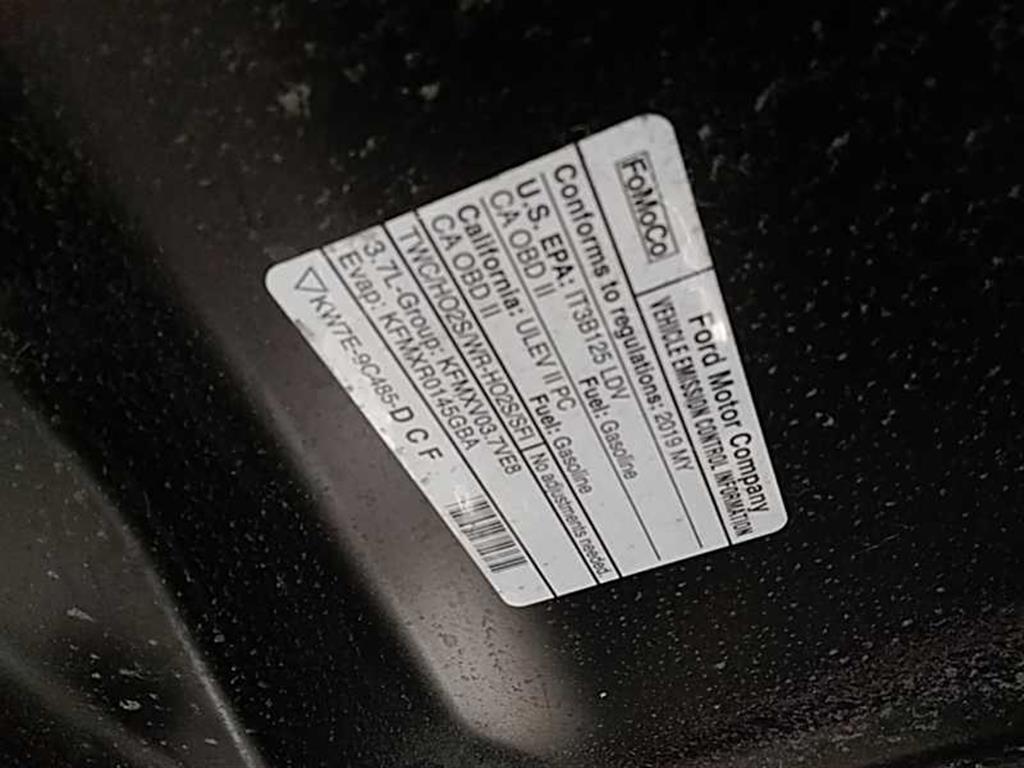 FoMoCo
Ford Motor Company
VEHICLE EMISSION CONTROL INFORMATION
Conforms to regulations: 2019 MY
U.S. EPA: IT3B125 LDV Fuel: Gasoline
CA OBD II
California: ULEV II PC Fuel: Gasoline
CA OBD II
TWC/HO2S/WR-HO2S/SFI No adjustments needed.
3.7L-Group: KFMXV03.7VE8
Evap: KFMXR0145GBA
KW7E-9C485-D C F